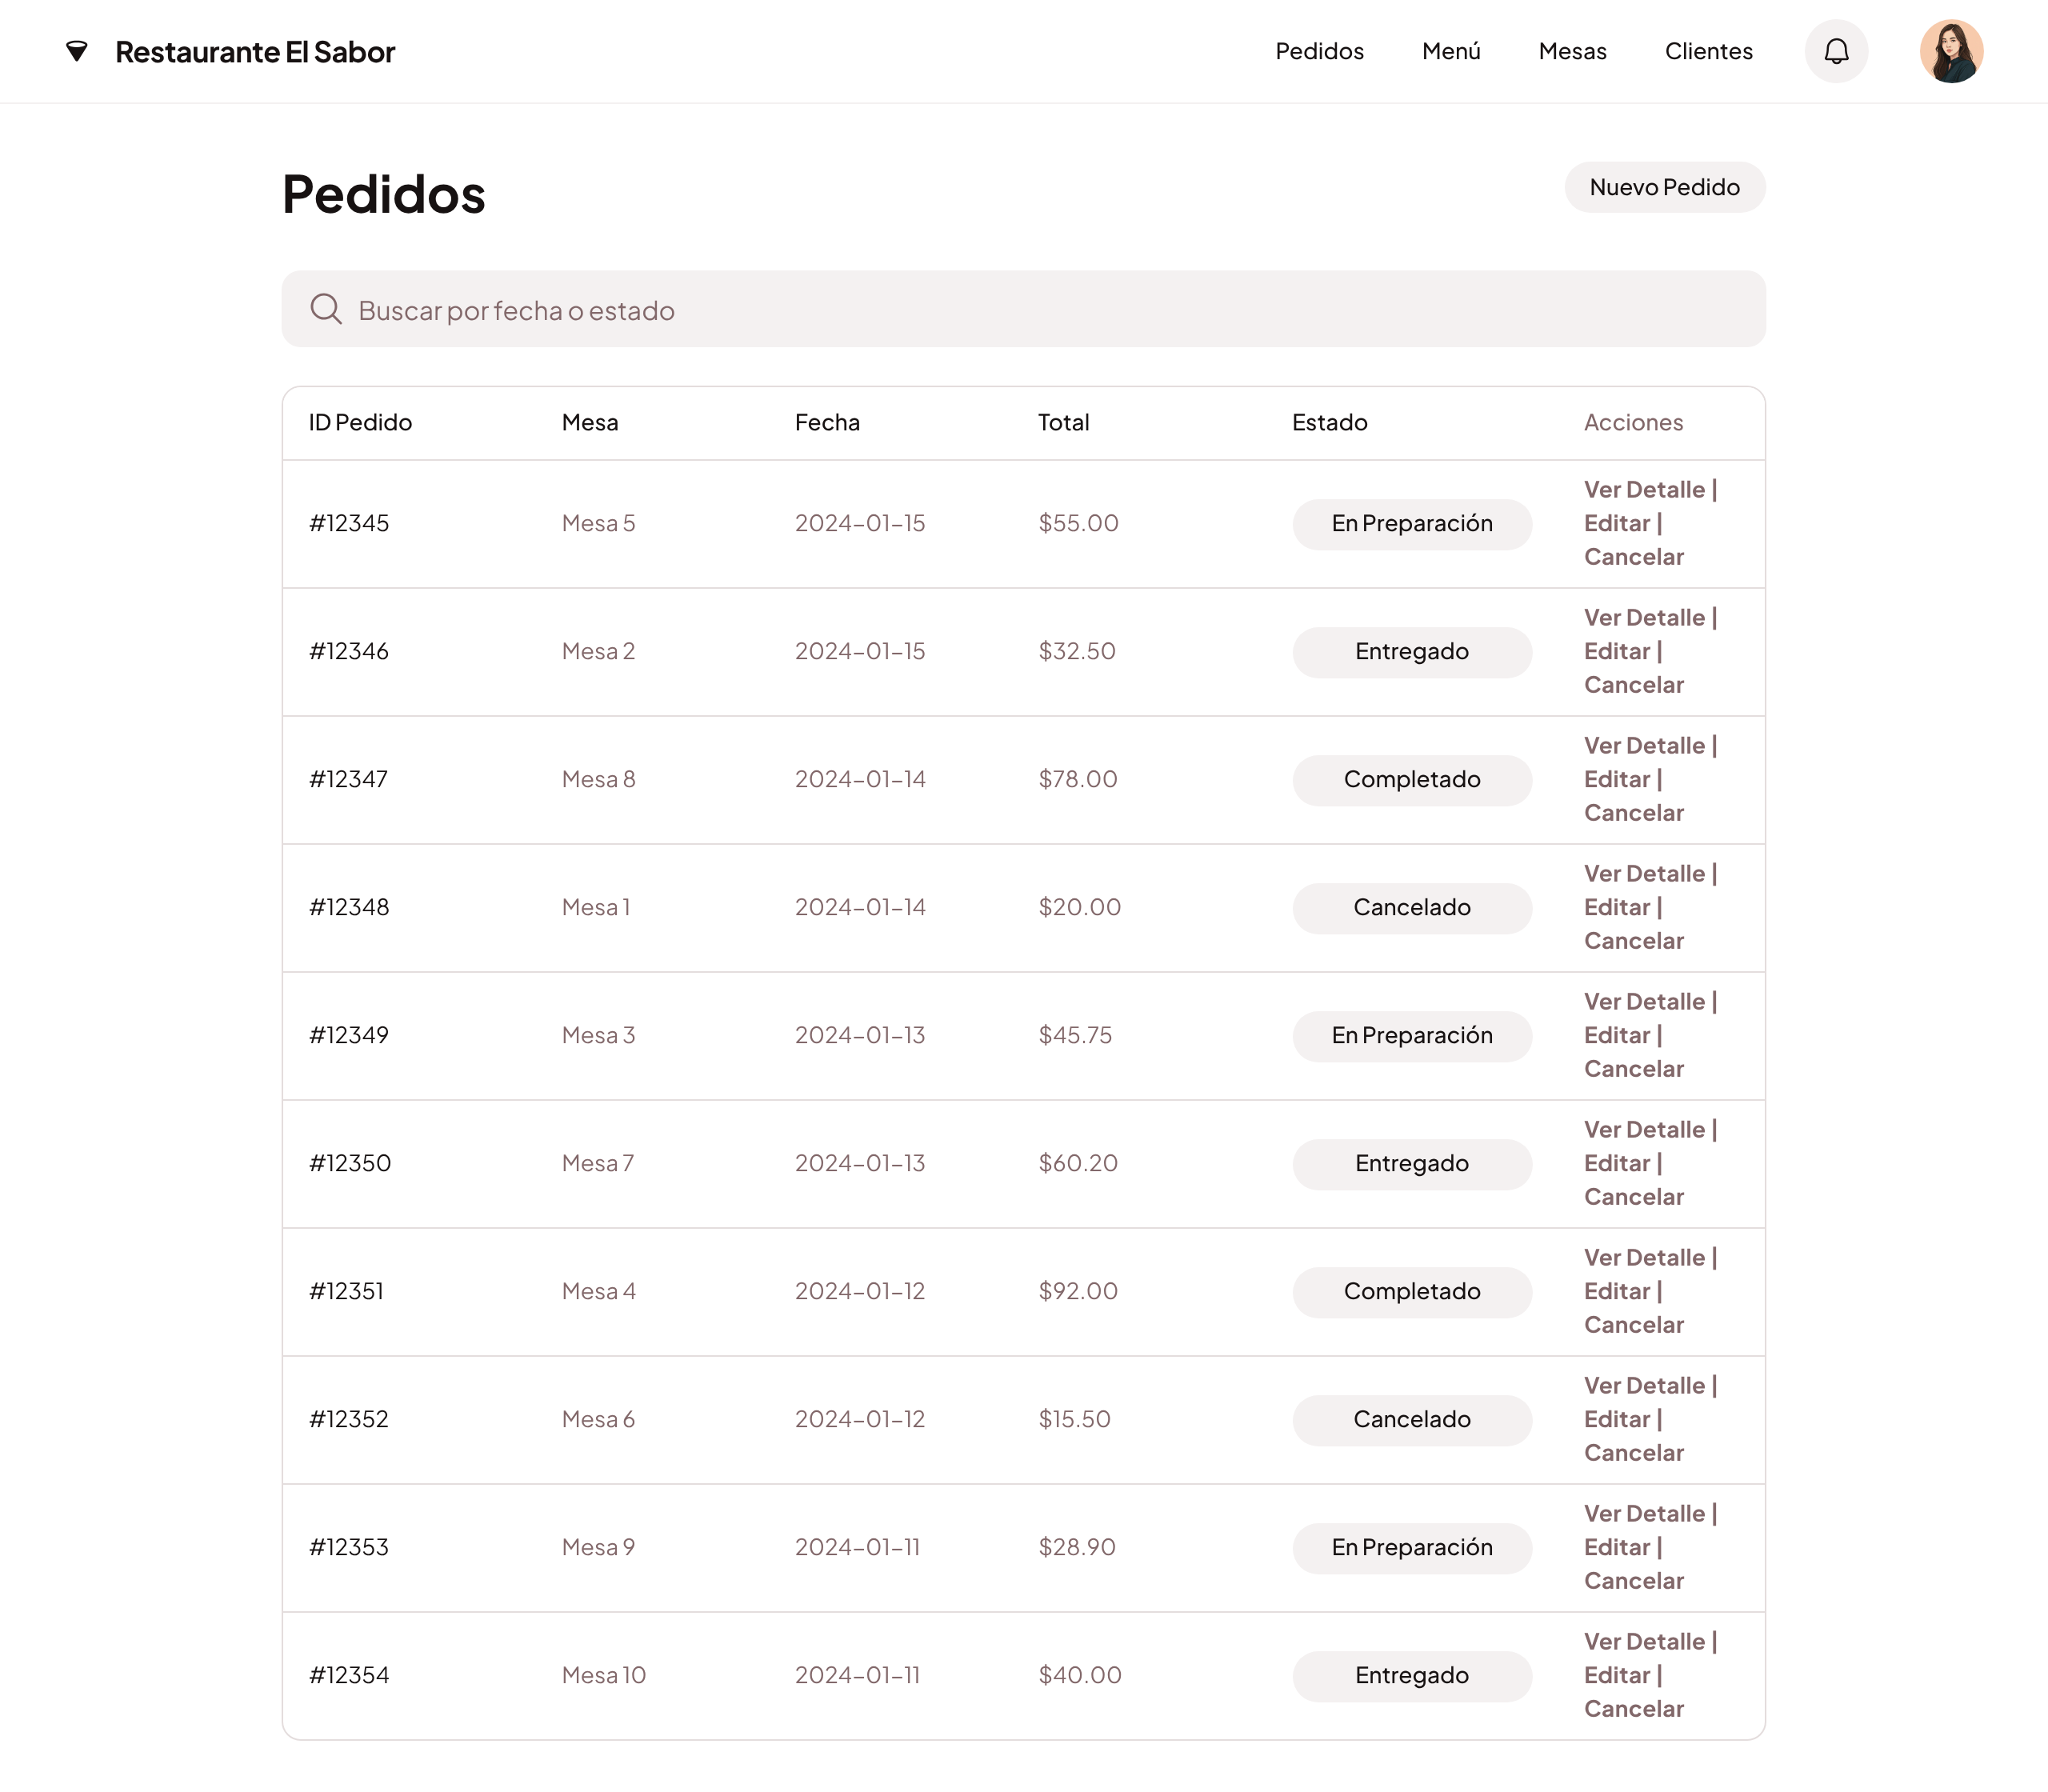 Restaurante El Sabor
Pedidos Menú Mesas Clientes
Pedidos
Nuevo Pedido
Buscar por fecha o estado
ID Pedido Mesa Fecha Total Estado Acciones
#12345 Mesa 5 2024-01-15 $55.00 En Preparación Ver Detalle |
Editar |
Cancelar
#12346 Mesa 2 2024-01-15 $32.50 Entregado Ver Detalle |
Editar |
Cancelar
#12347 Mesa 8 2024-01-14 $78.00 Completado Ver Detalle |
Editar |
Cancelar
#12348 Mesa 1 2024-01-14 $20.00 Cancelado Ver Detalle |
Editar |
Cancelar
#12349 Mesa 3 2024-01-13 $45.75 En Preparación Ver Detalle |
Editar |
Cancelar
#12350 Mesa 7 2024-01-13 $60.20 Entregado Ver Detalle |
Editar |
Cancelar
#12351 Mesa 4 2024-01-12 $92.00 Completado Ver Detalle |
Editar |
Cancelar
#12352 Mesa 6 2024-01-12 $15.50 Cancelado Ver Detalle |
Editar |
Cancelar
#12353 Mesa 9 2024-01-11 $28.90 En Preparación Ver Detalle |
Editar |
Cancelar
#12354 Mesa 10 2024-01-11 $40.00 Entregado Ver Detalle |
Editar |
Cancelar